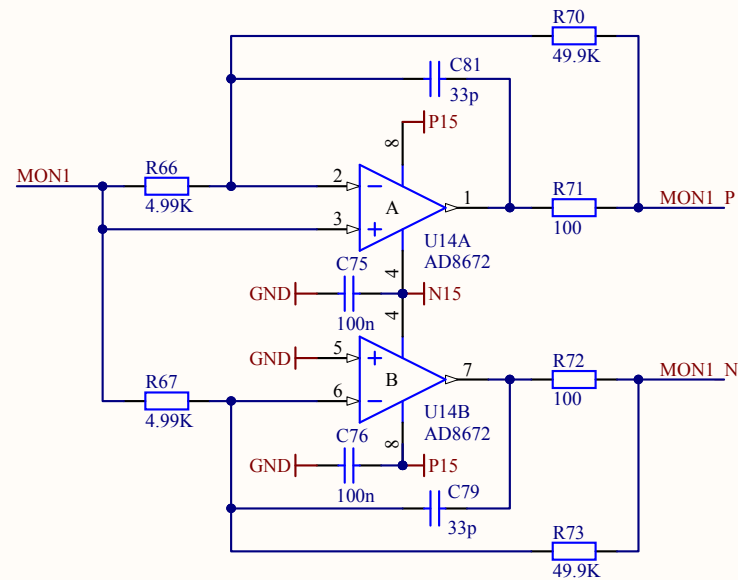 R70
49.9K
C81
33p
P15
8
R66
MON1
4.99K
2
3
A
1
R71
100
MON1_P
U14A
AD8672
4
C75
GND
100n
N15
4
5
GND
B
7
R72
100
MON1_N
R67
4.99K
6
U14B
AD8672
8
C76
GND
100n
P15
C79
33p
R73
49.9K